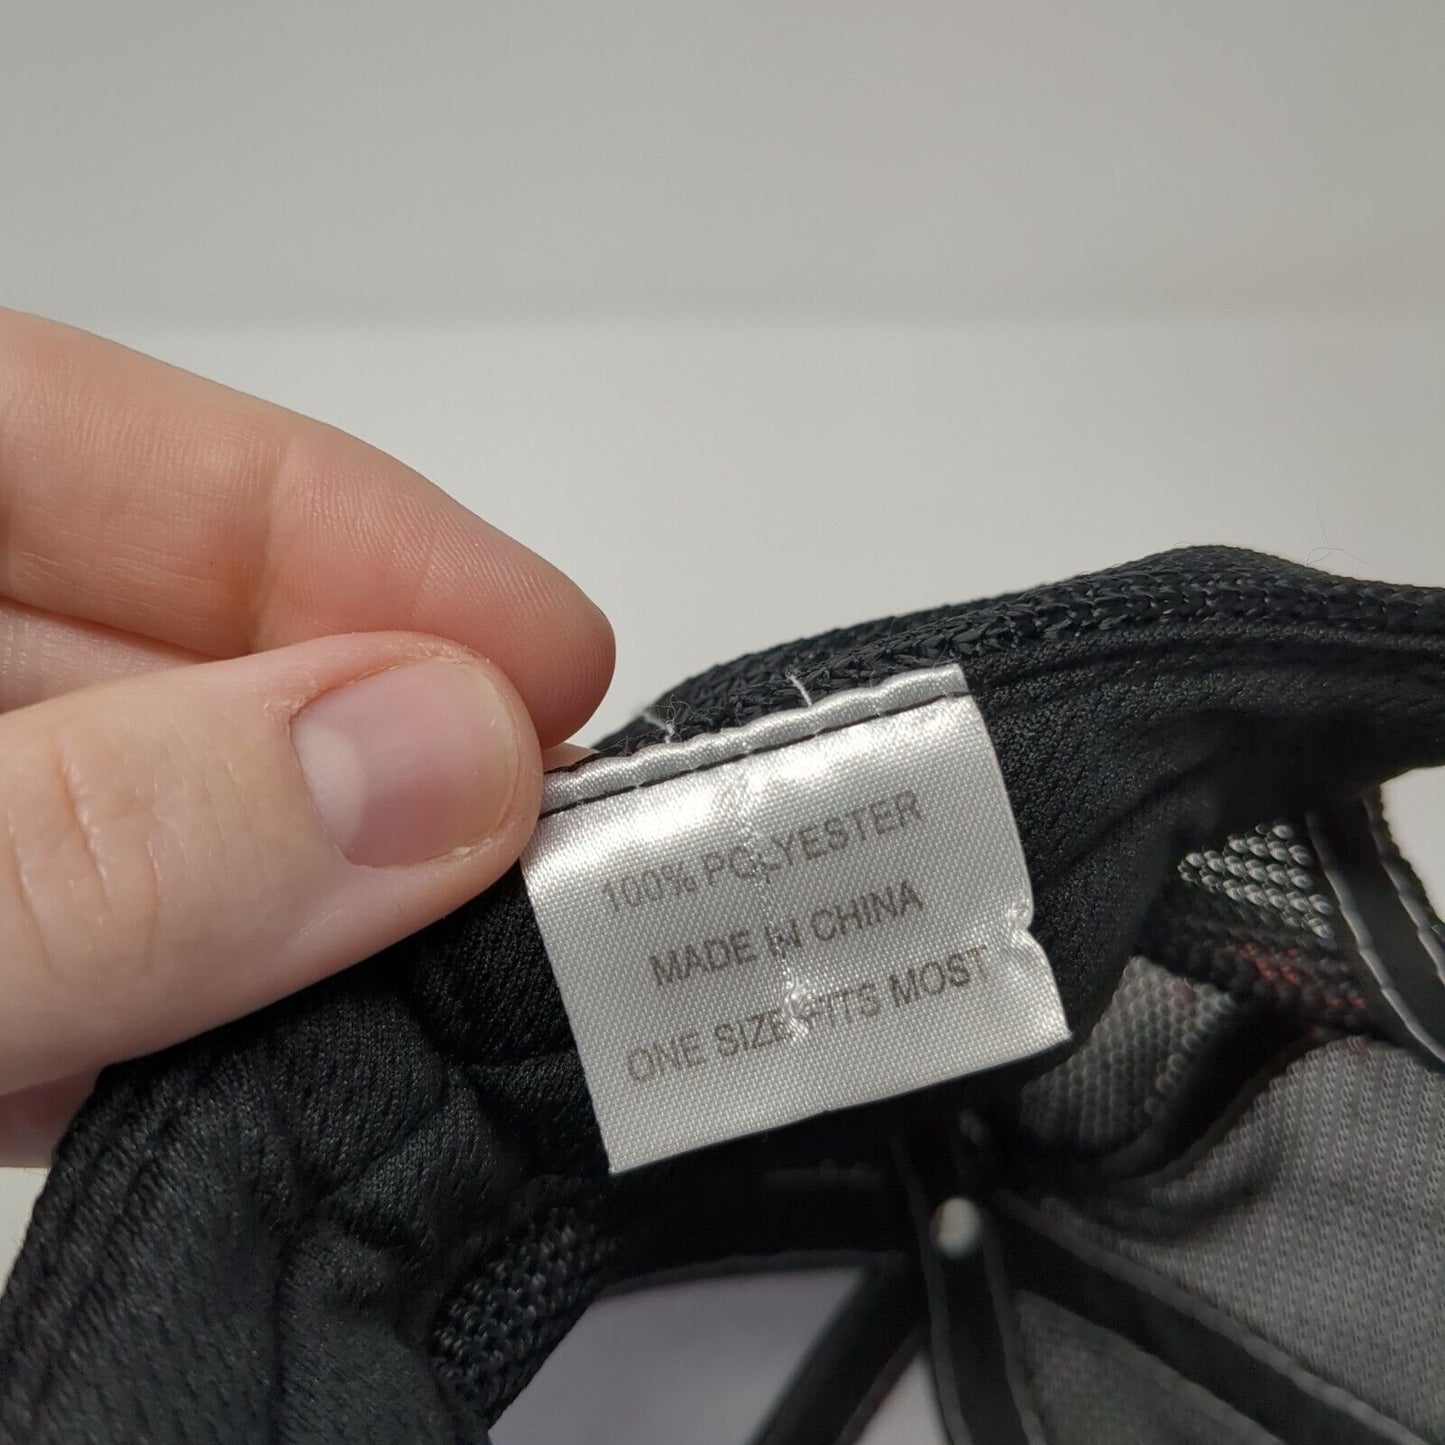 100% POLYESTER
MADE IN CHINA
ONE SIZE FITS MOST